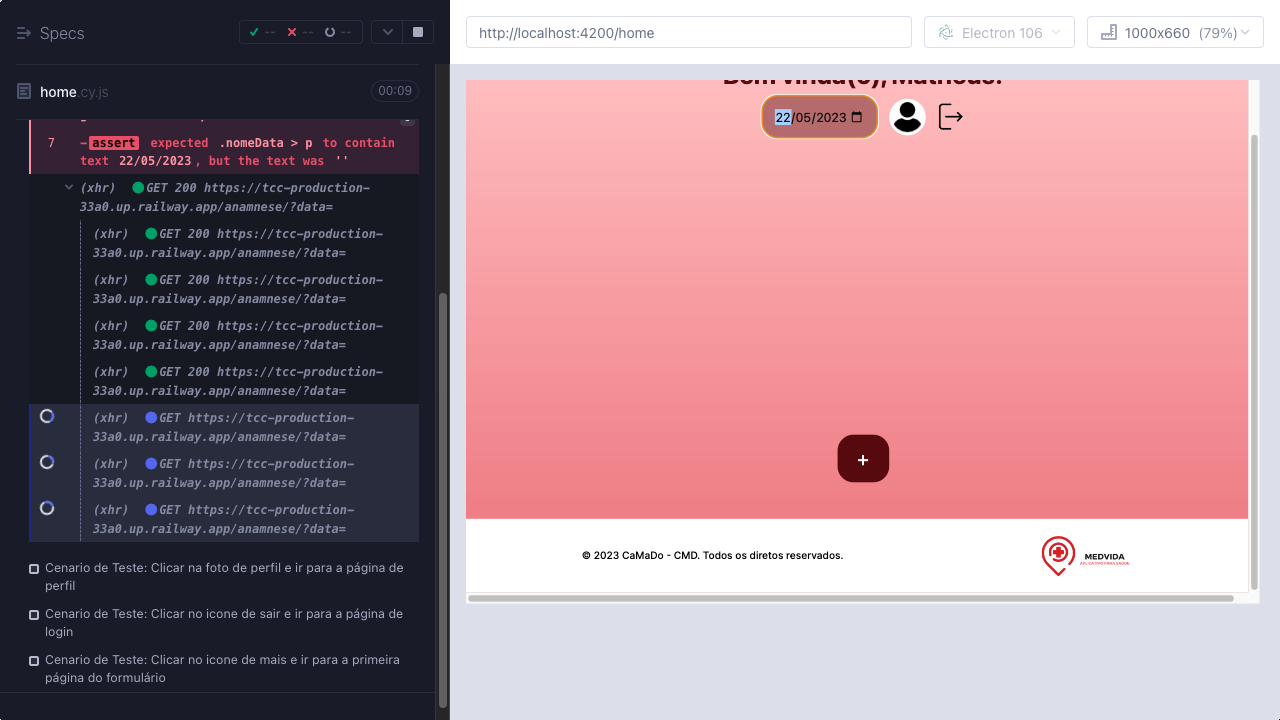 Specs
-- -- --
http://localhost:4200/home
Electron 106
1000x660 (79%)
home.cy.js
00:09
7 -assert expected .nomeData > p to contain
text 22/05/2023, but the text was ''
(xhr) GET 200 https://tcc-production-
33a0.up.railway.app/anamnese/?data=
(xhr) GET 200 https://tcc-production-
33a0.up.railway.app/anamnese/?data=
(xhr) GET 200 https://tcc-production-
33a0.up.railway.app/anamnese/?data=
(xhr) GET 200 https://tcc-production-
33a0.up.railway.app/anamnese/?data=
(xhr) GET 200 https://tcc-production-
33a0.up.railway.app/anamnese/?data=
(xhr) GET https://tcc-production-
33a0.up.railway.app/anamnese/?data=
(xhr) GET https://tcc-production-
33a0.up.railway.app/anamnese/?data=
(xhr) GET https://tcc-production-
33a0.up.railway.app/anamnese/?data=
Cenario de Teste: Clicar na foto de perfil e ir para a página de
perfil
Cenario de Teste: Clicar no icone de sair e ir para a página de
login
Cenario de Teste: Clicar no icone de mais e ir para a primeira
página do formulário
Bem vinda(o), Matheus!
22/05/2023
+
© 2023 CaMaDo - CMD. Todos os diretos reservados.
MEDVIDA
APLICATIVO PARA SAÚDE